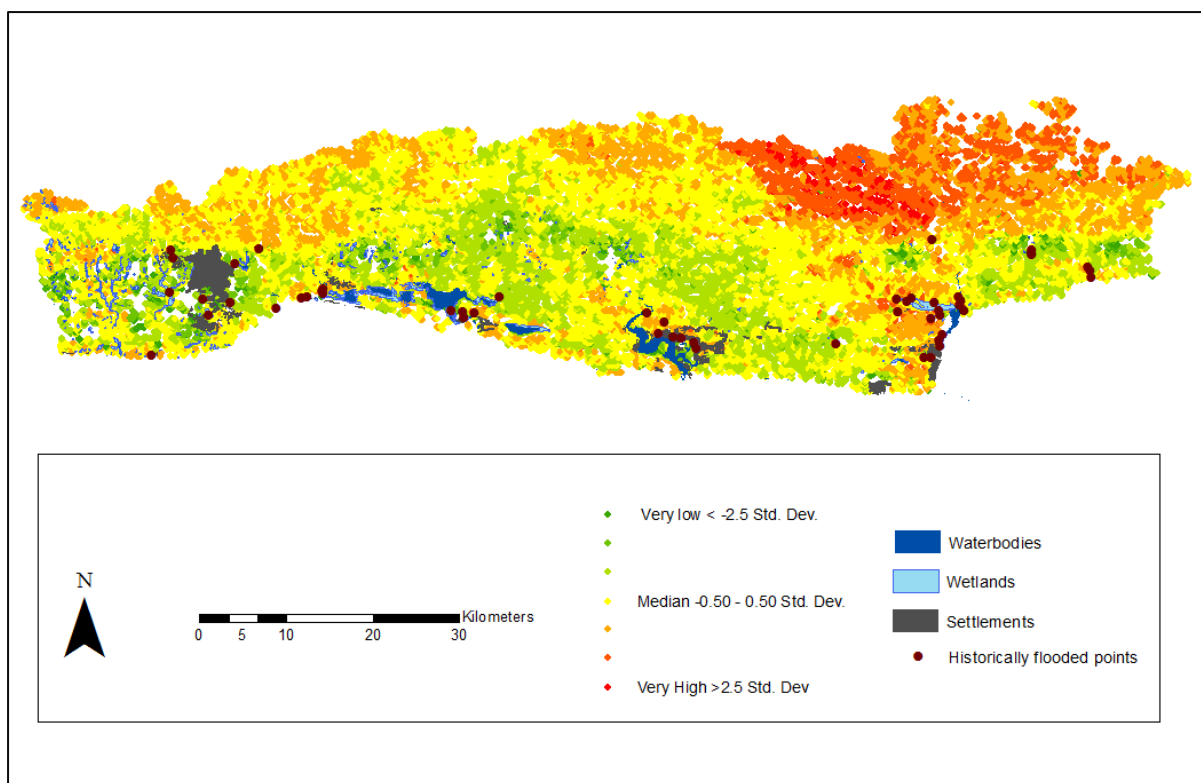 Very low < -2.5 Std. Dev.
Median -0.50 - 0.50 Std. Dev.
Very High >2.5 Std. Dev
Waterbodies
Wetlands
Settlements
Historically flooded points
N
Kilometers
0 5 10 20 30